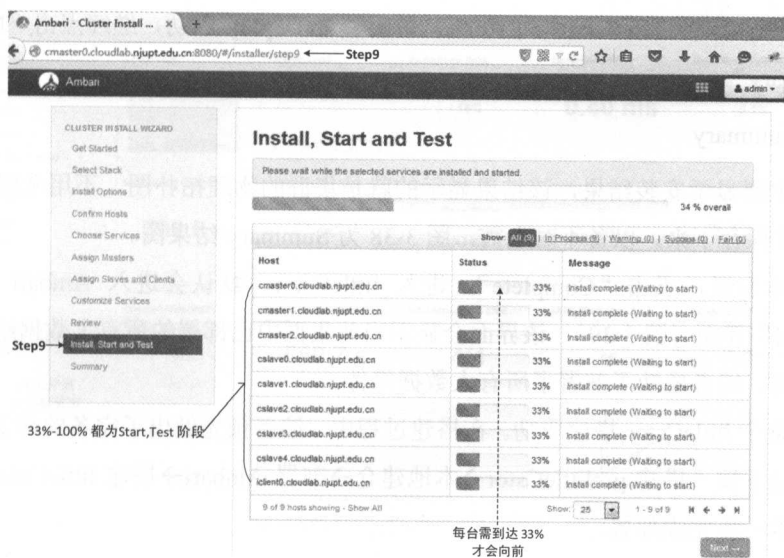 Ambari - Cluster Install ... × +
cmaster0.cloudlab.njupt.edu.cn:8080/#/installer/step9
Step9
Ambari
admin
CLUSTER INSTALL WIZARD
Get Started
Select Stack
Install Options
Confirm Hosts
Choose Services
Assign Masters
Assign Slaves and Clients
Customize Services
Review
Step9
Install, Start and Test
Summary
33%-100% 都为Start,Test 阶段
Install, Start and Test
Please wait while the selected services are installed and started.
34 % overall
Show: All (9) | In Progress (9) | Warning (0) | Success (0) | Fail (0)
Host Status Message
cmaster0.cloudlab.njupt.edu.cn 33% Install complete (Waiting to start)
cmaster1.cloudlab.njupt.edu.cn 33% Install complete (Waiting to start)
cmaster2.cloudlab.njupt.edu.cn 33% Install complete (Waiting to start)
cslave0.cloudlab.njupt.edu.cn 33% Install complete (Waiting to start)
cslave1.cloudlab.njupt.edu.cn 33% Install complete (Waiting to start)
cslave2.cloudlab.njupt.edu.cn 33% Install complete (Waiting to start)
cslave3.cloudlab.njupt.edu.cn 33% Install complete (Waiting to start)
cslave4.cloudlab.njupt.edu.cn 33% Install complete (Waiting to start)
iclient0.cloudlab.njupt.edu.cn 33% Install complete (Waiting to start)
9 of 9 hosts showing - Show All
Show: 25
1 - 9 of 9
每台需到达 33%
才会向前
Next →